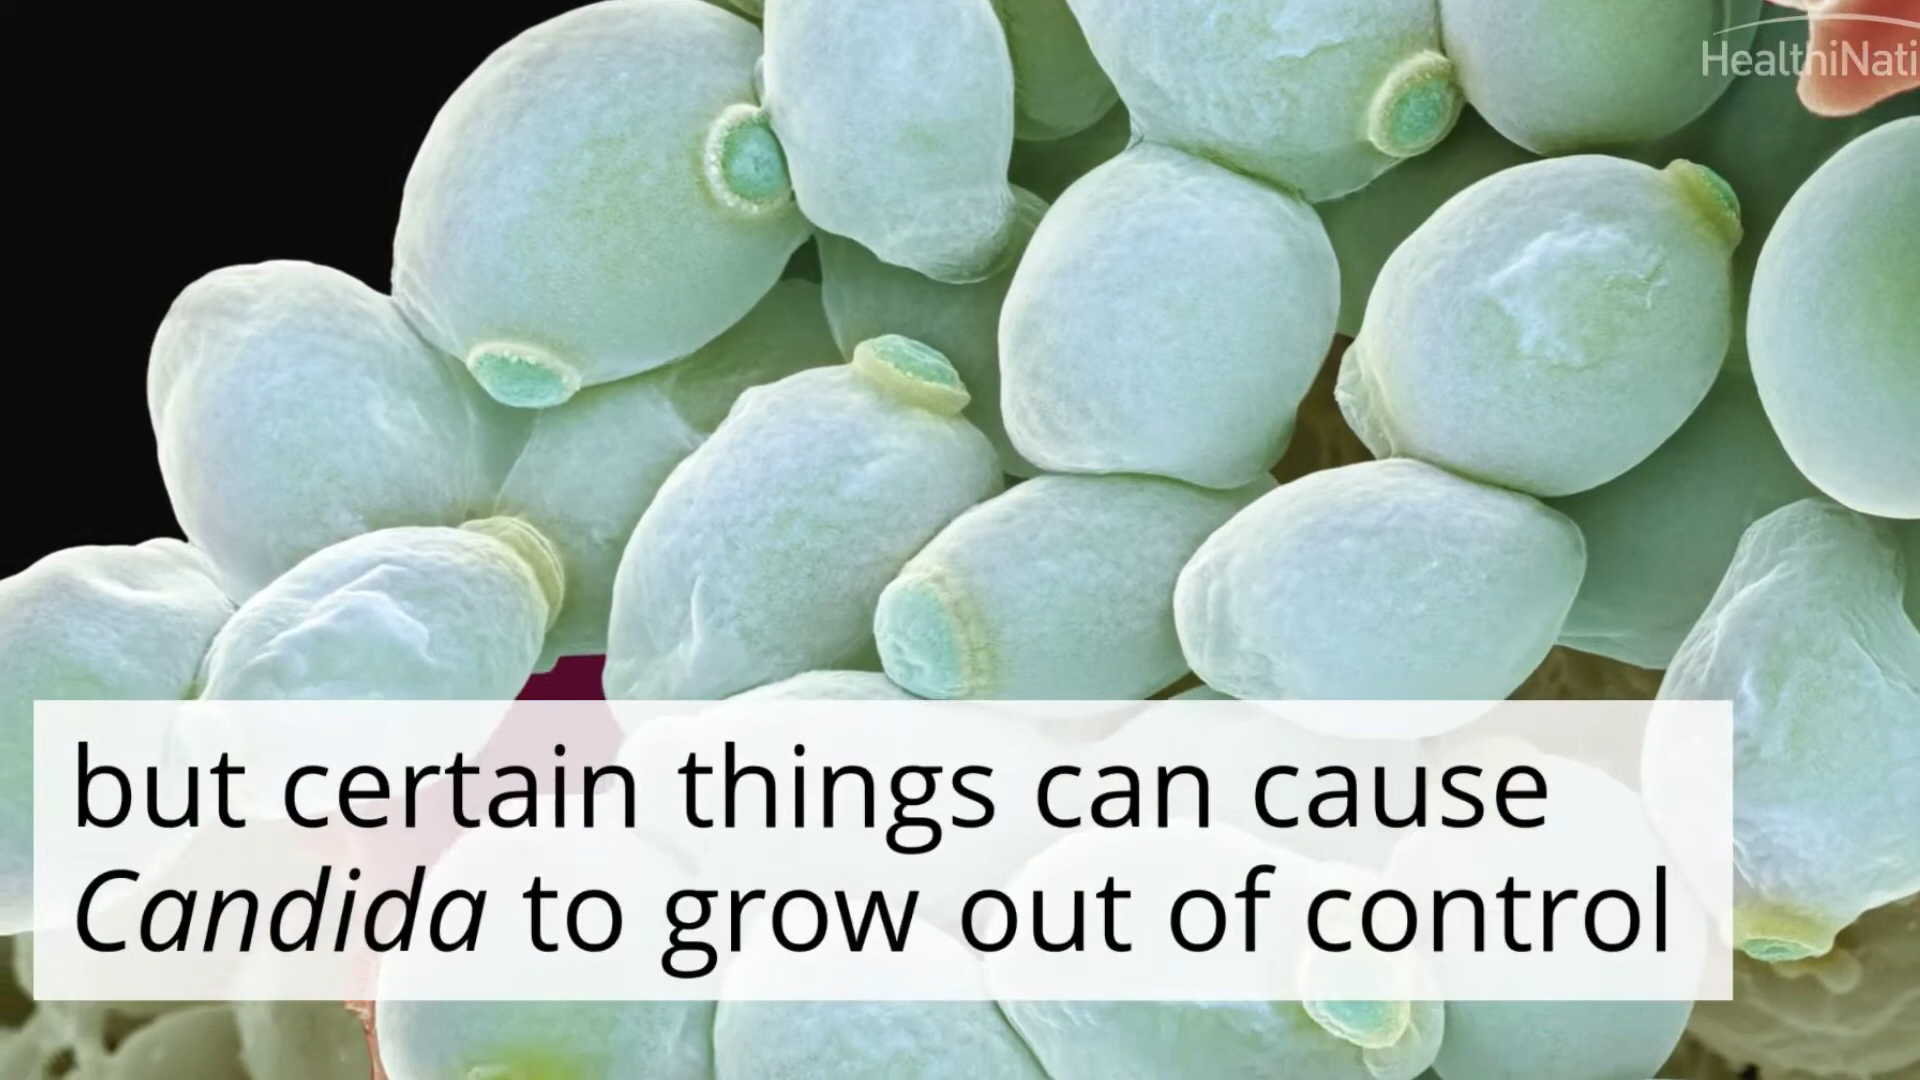 HealthiNati
but certain things can cause
Candida to grow out of control